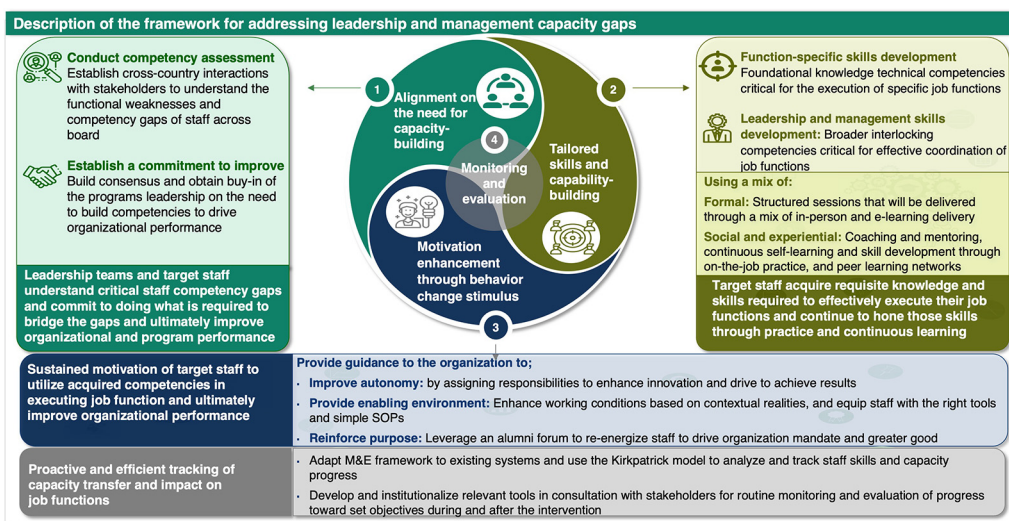 Description of the framework for addressing leadership and management capacity gaps
Conduct competency assessment
Establish cross-country interactions
with stakeholders to understand the
functional weaknesses and
competency gaps of staff across
board
Establish a commitment to improve
Build consensus and obtain buy-in of
the programs leadership on the need
to build competencies to drive
organizational performance
Leadership teams and target staff
understand critical staff competency gaps
and commit to doing what is required to
bridge the gaps and ultimately improve
organizational and program performance
1
Alignment on
the need for
capacity-
building
2
Tailored
skills and
capability-
building
4
Monitoring
and
evaluation
Motivation
enhancement
through behavior
change stimulus
3
Function-specific skills development
Foundational knowledge technical competencies
critical for the execution of specific job functions
Leadership and management skills
development: Broader interlocking
competencies critical for effective coordination of
job functions
Using a mix of:
Formal: Structured sessions that will be delivered
through a mix of in-person and e-learning delivery
Social and experiential: Coaching and mentoring,
continuous self-learning and skill development through
on-the-job practice, and peer learning networks
Target staff acquire requisite knowledge and
skills required to effectively execute their job
functions and continue to hone those skills
through practice and continuous learning
Sustained motivation of target staff to
utilize acquired competencies in
executing job function and ultimately
improve organizational performance
Provide guidance to the organization to;
• Improve autonomy: by assigning responsibilities to enhance innovation and drive to achieve results
• Provide enabling environment: Enhance working conditions based on contextual realities, and equip staff with the right tools
and simple SOPs
• Reinforce purpose: Leverage an alumni forum to re-energize staff to drive organization mandate and greater good
Proactive and efficient tracking of
capacity transfer and impact on
job functions
• Adapt M&E framework to existing systems and use the Kirkpatrick model to analyze and track staff skills and capacity
progress
• Develop and institutionalize relevant tools in consultation with stakeholders for routine monitoring and evaluation of progress
toward set objectives during and after the intervention